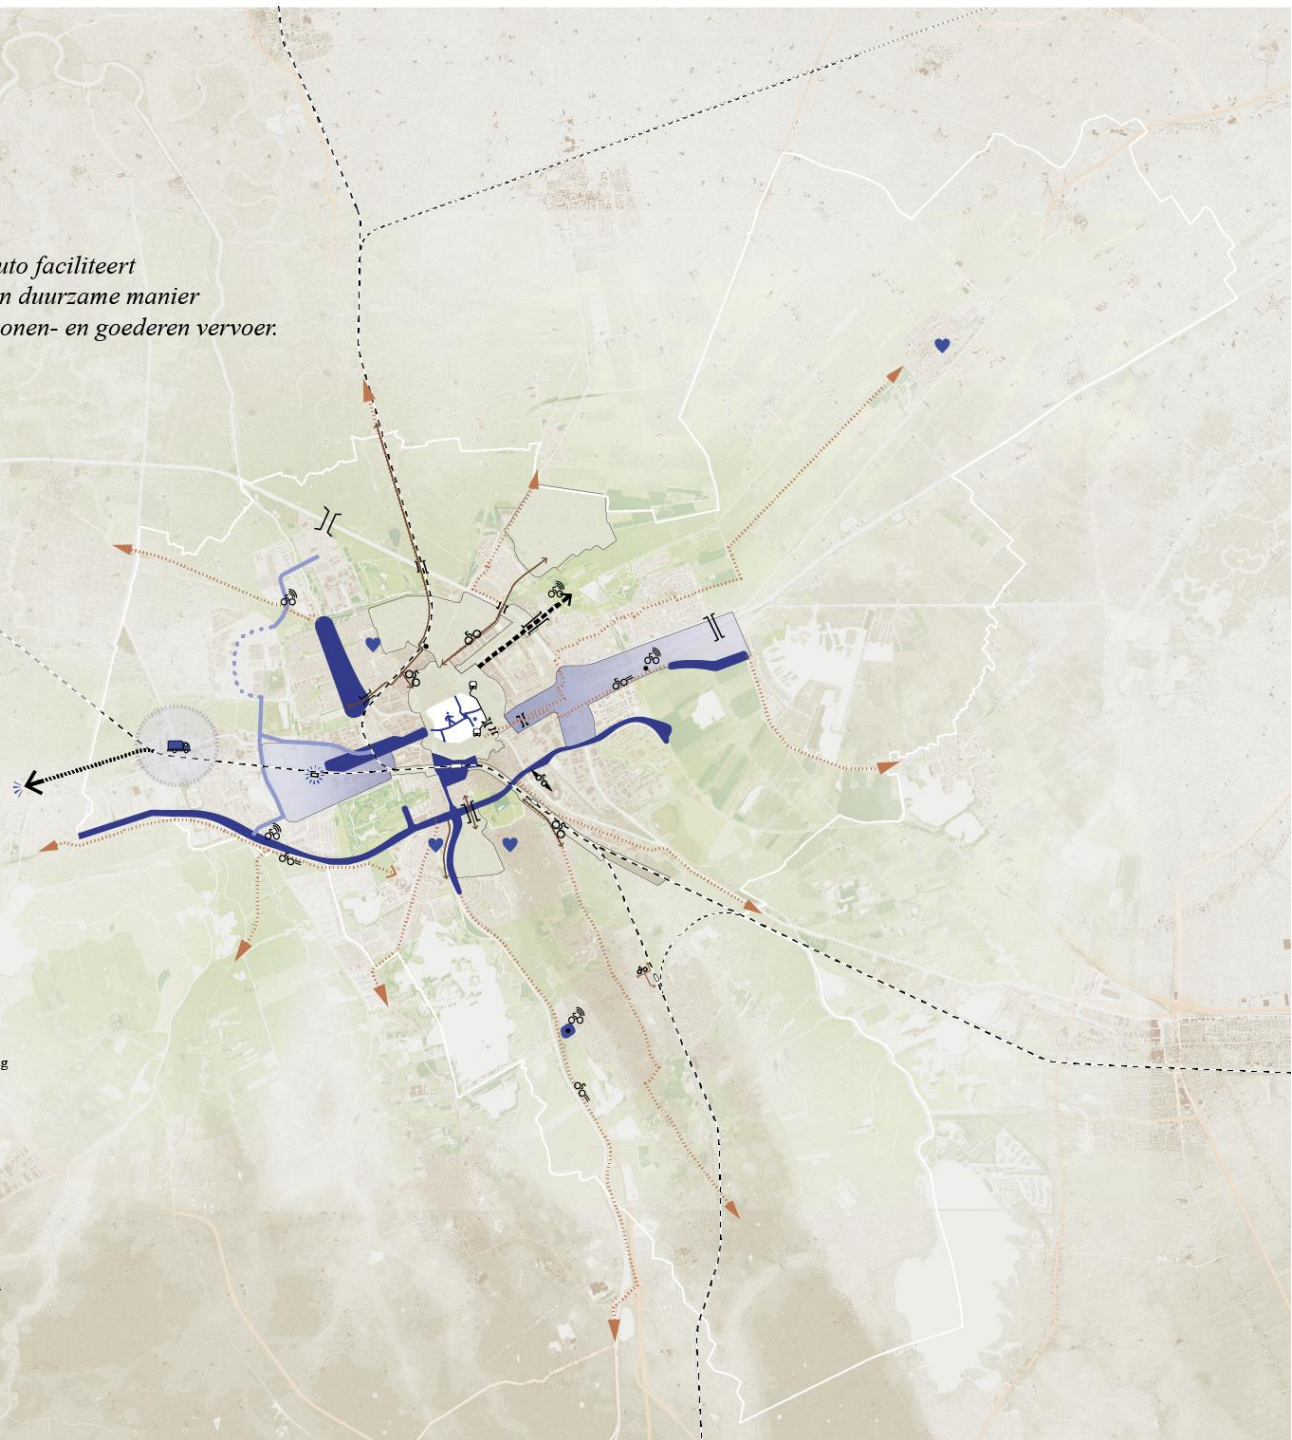 uto faciliteert
n duurzame manier
onen- en goederen vervoer.
g